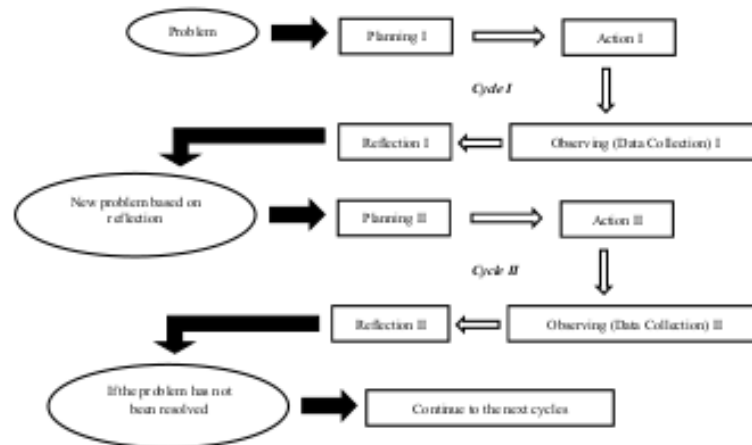 Problem
Planning I
Action I
Cycle I
Reflection I
Observing (Data Collection) I
New problem based on
reflection
Planning II
Action II
Cycle II
Reflection II
Observing (Data Collection) II
If the problem has not
been resolved
Continue to the next cycles